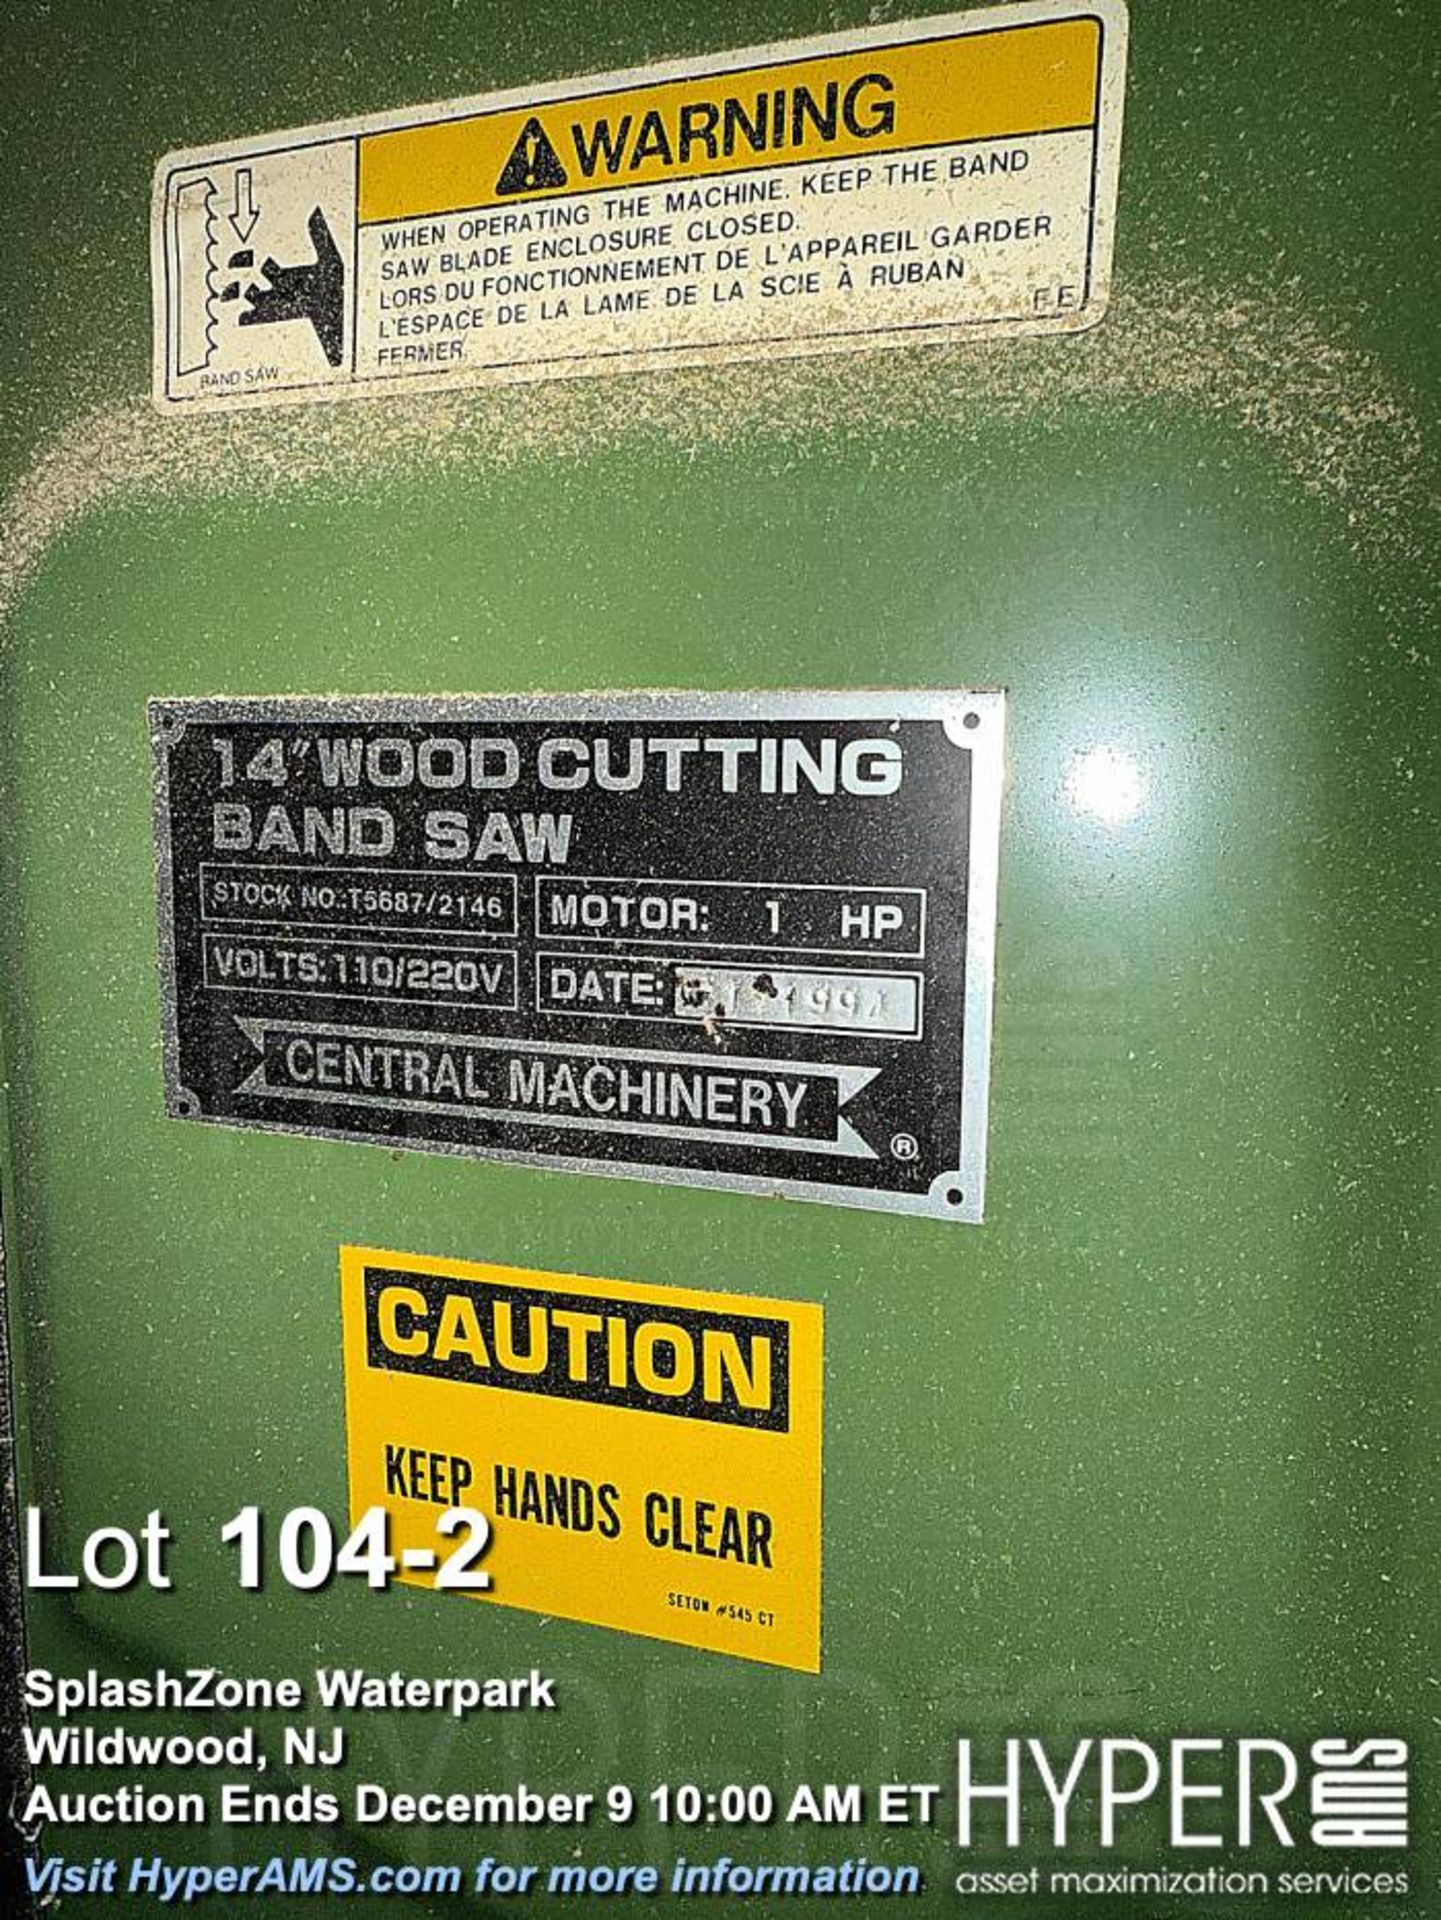 WARNING
WHEN OPERATING THE MACHINE. KEEP THE BAND
SAW BLADE ENCLOSURE CLOSED.
LORS DU FONCTIONNEMENT DE L'APPAREIL GARDER
L'ESPACE DE LA LAME DE LA SCIE À RUBAN
FERMER
F.E.
BAND SAW
14" WOOD CUTTING
BAND SAW
STOCK NO.:T5687/2146
MOTOR: 1 HP
VOLTS:110/220V
DATE: 1994
CENTRAL MACHINERY
®
CAUTION
KEEP HANDS CLEAR
SETON #545 CT
Lot 104-2
SplashZone Waterpark
Wildwood, NJ
Auction Ends December 9 10:00 AM ET
Visit HyperAMS.com for more information
HYPER AMS
asset maximization services